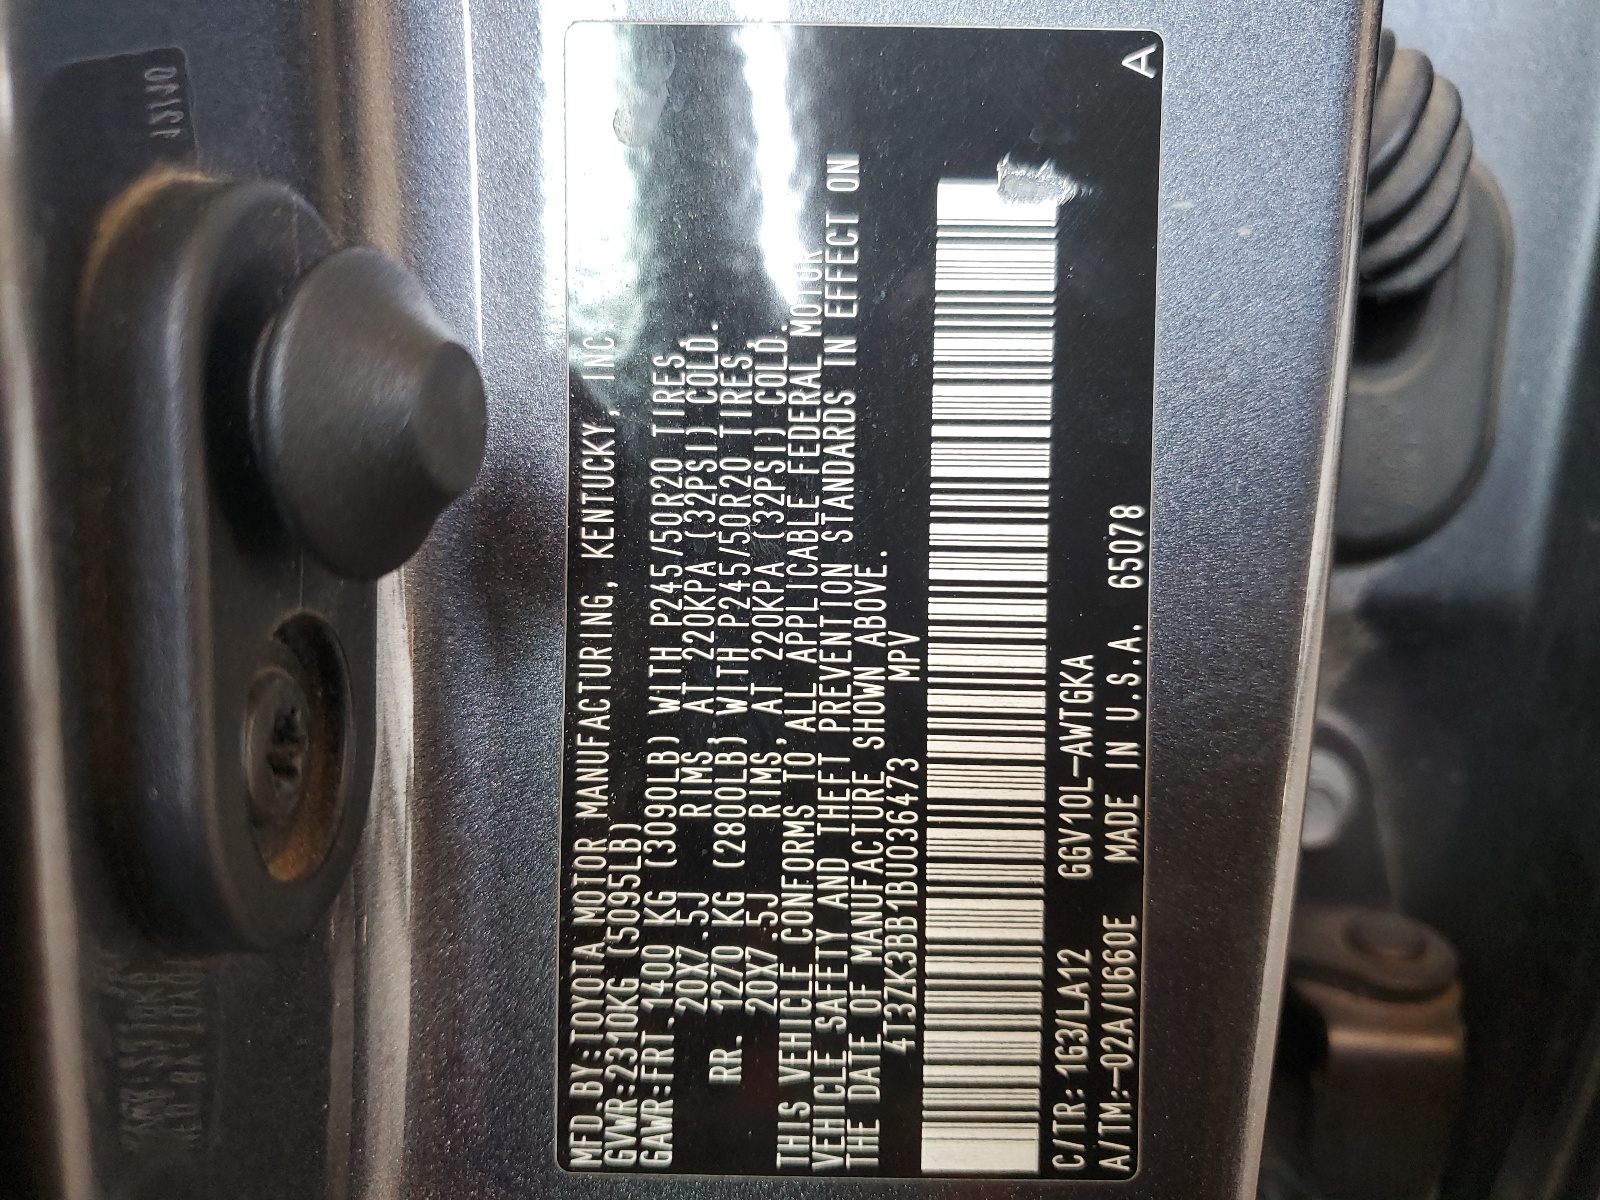 MFD.BY:TOYOTA MOTOR MANUFACTURING, KENTUCKY, INC.
GVWR:2310KG (5095LB)
GAWR:FRT.1400 KG (3090LB) WITH P245/50R20 TIRES
20X7.5J RIMS, AT 220KPA (32PSI) COLD.
RR. 1270 KG (2800LB) WITH P245/50R20 TIRES
20X7.5J RIMS, AT 220KPA (32PSI) COLD.
THIS VEHICLE CONFORMS TO ALL APPLICABLE FEDERAL MOTOR
VEHICLE SAFETY AND THEFT PREVENTION STANDARDS IN EFFECT ON
THE DATE OF MANUFACTURE SHOWN ABOVE.
4T3ZK3BB1BU036473 MPV
C/TR: 1G3/LA12 GGV10L-AWTGKA
A/TM:-02A/U660E MADE IN U.S.A. 65078
A